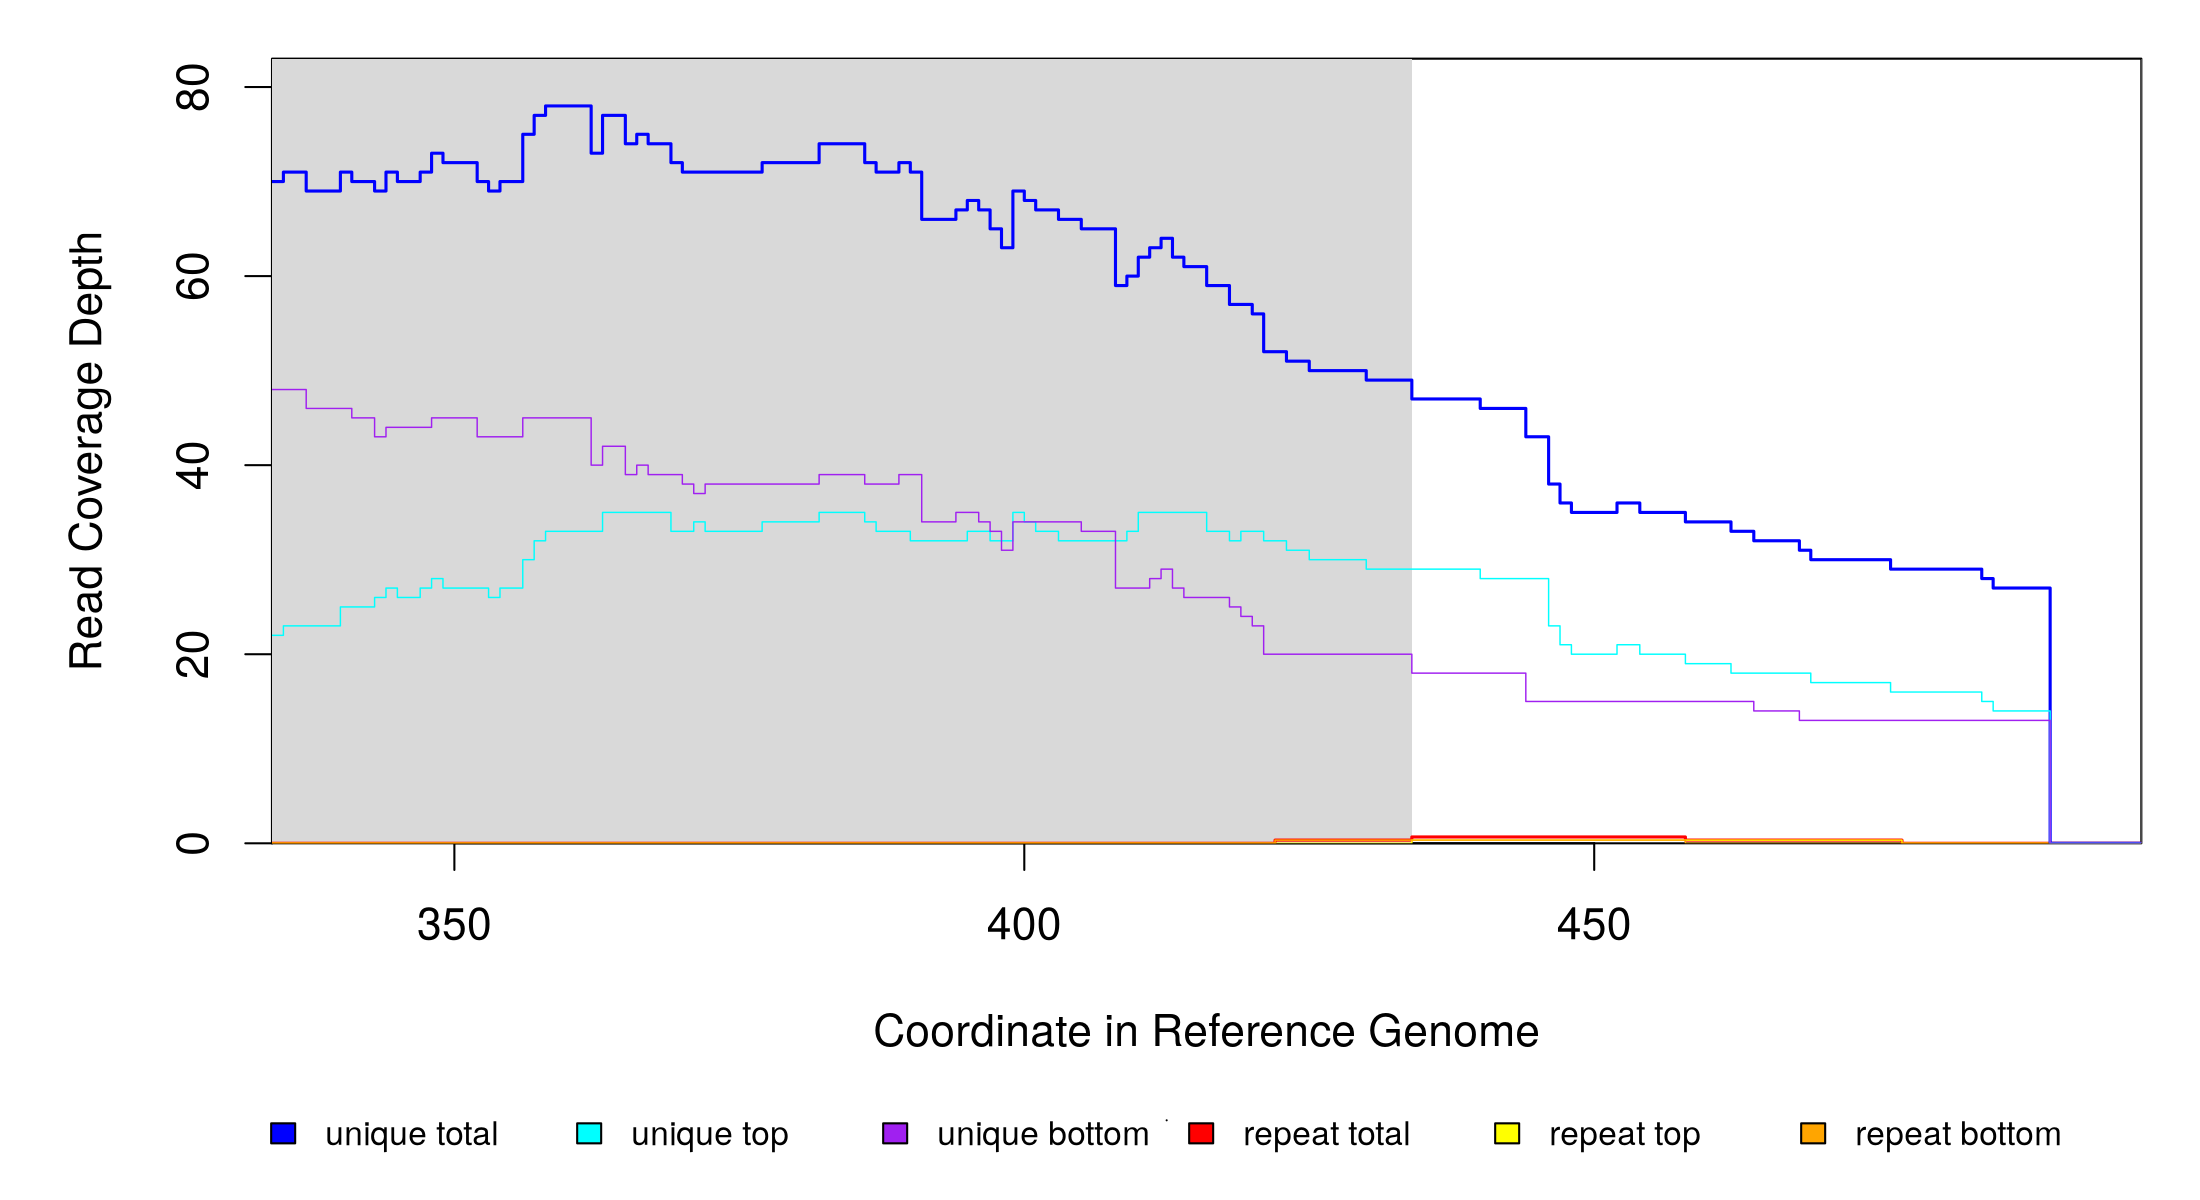 80
60
40
20
0
Read Coverage Depth
350 400 450
Coordinate in Reference Genome
unique total unique top unique bottom repeat total repeat top repeat bottom